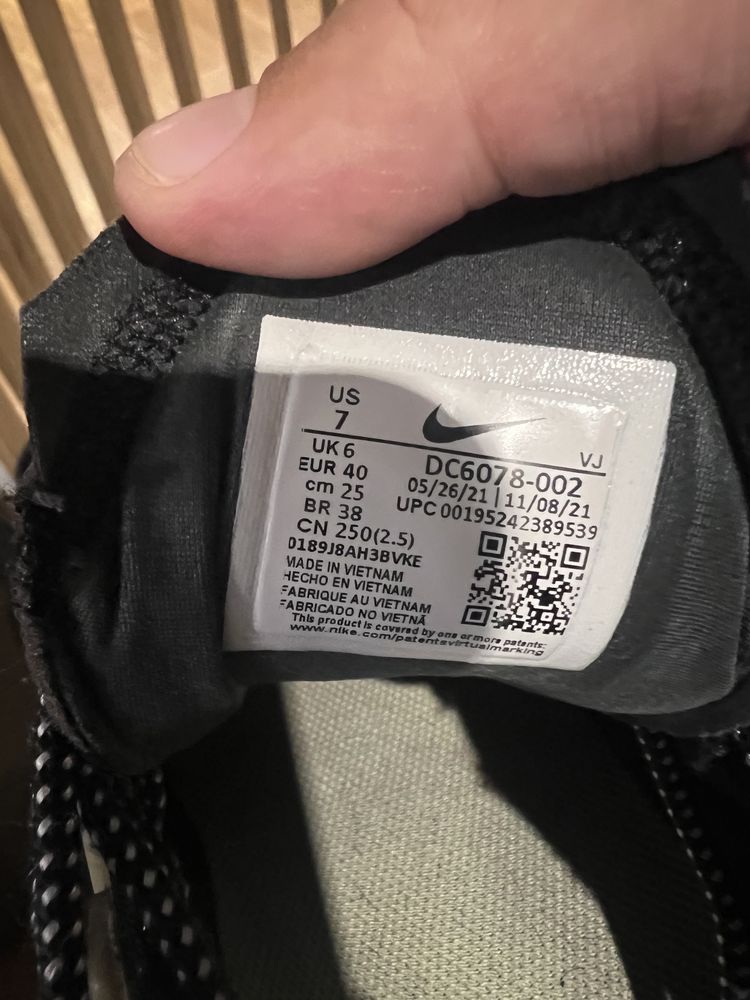 US
7
VJ
UK 6
EUR 40
cm 25
BR 38
CN 250(2.5)
DC6078-002
05/26/21 | 11/08/21
UPC 00195242389539
0189J8AH3BVKE
MADE IN VIETNAM
HECHO EN VIETNAM
FABRIQUE AU VIETNAM
FABRICADO NO VIETNÃ
This product is covered by one or more patents:
www.nike.com/patentsvirtualmarking